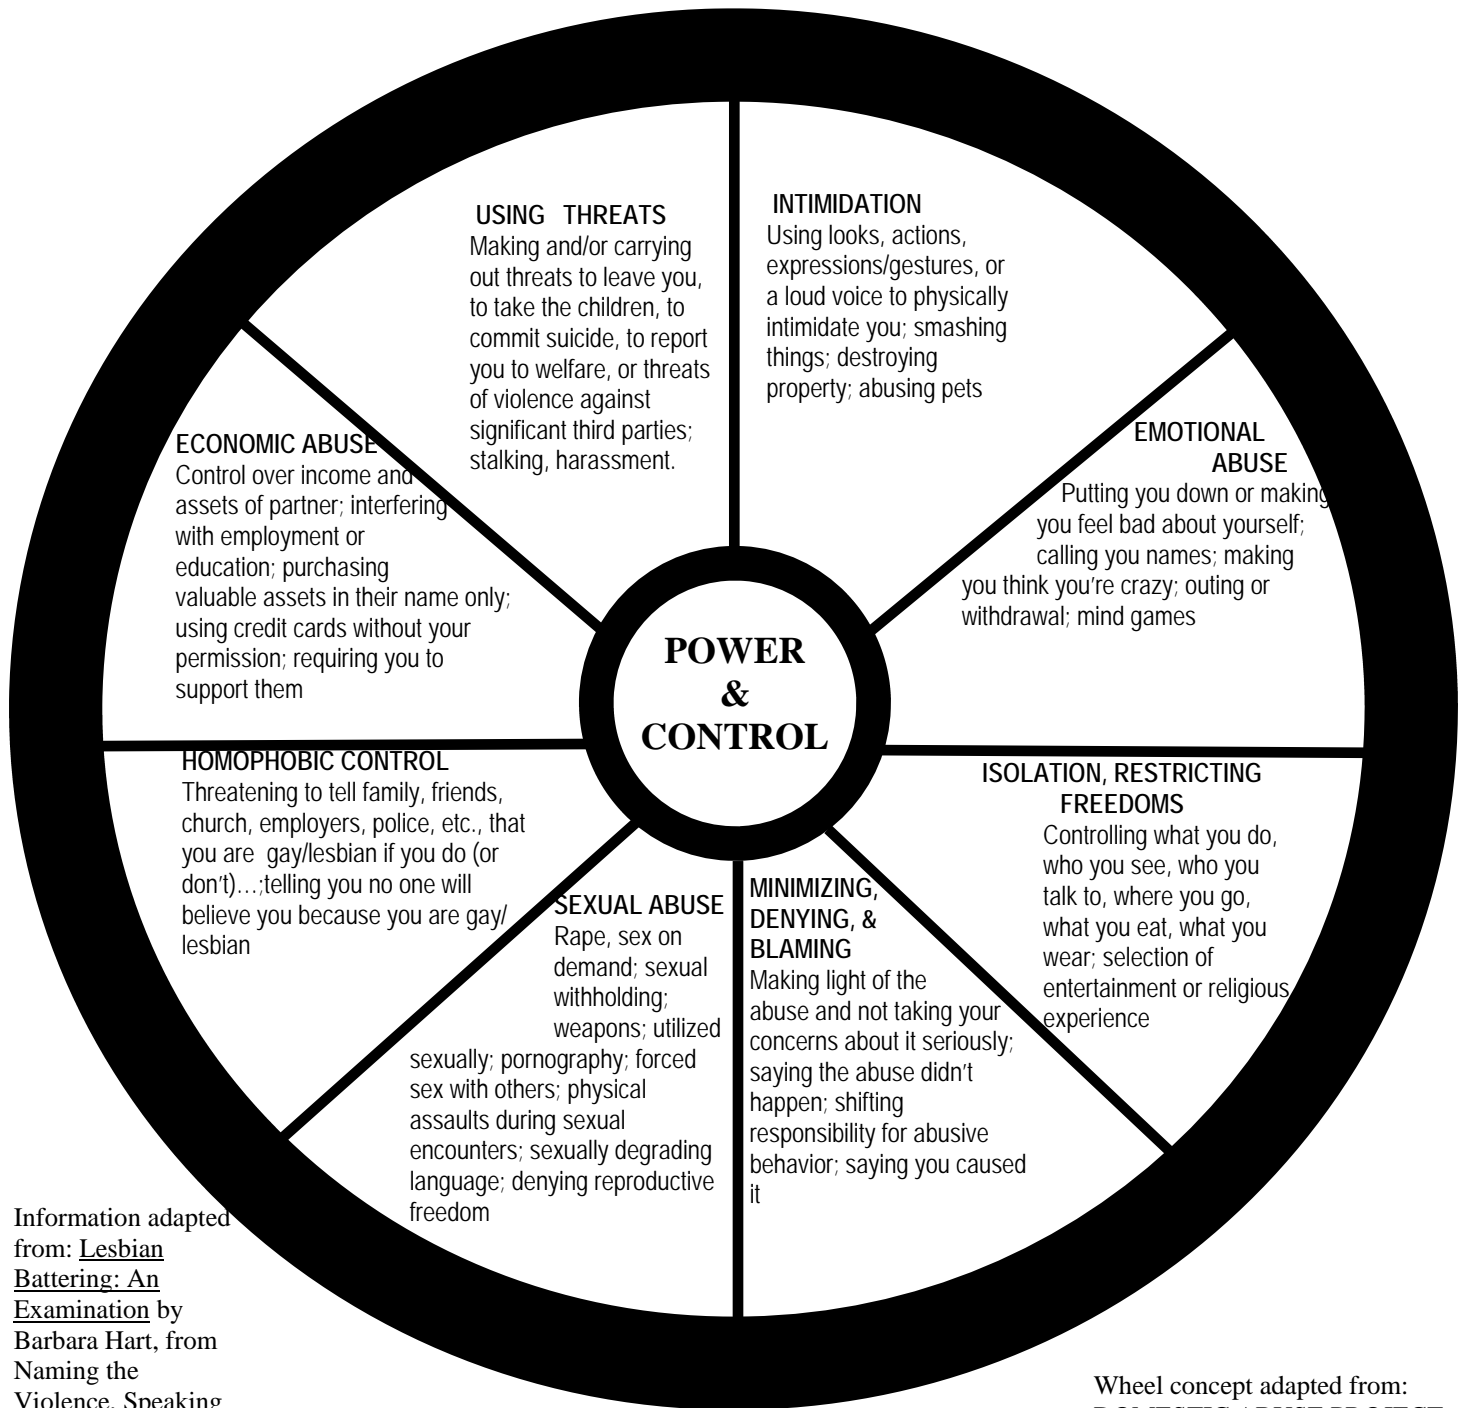 USING THREATS
Making and/or carrying
out threats to leave you,
to take the children, to
commit suicide, to report
you to welfare, or threats
of violence against
significant third parties;
stalking, harassment.
INTIMIDATION
Using looks, actions,
expressions/gestures, or
a loud voice to physically
intimidate you; smashing
things; destroying
property; abusing pets
ECONOMIC ABUSE
Control over income and
assets of partner; interfering
with employment or
education; purchasing
valuable assets in their name only;
using credit cards without your
permission; requiring you to
support them
EMOTIONAL
ABUSE
Putting you down or making
you feel bad about yourself;
calling you names; making
you think you're crazy; outing or
withdrawal; mind games
POWER
&
CONTROL
HOMOPHOBIC CONTROL
Threatening to tell family, friends,
church, employers, police, etc., that
you are gay/lesbian if you do (or
don't)…;telling you no one will
believe you because you are gay/
lesbian
ISOLATION, RESTRICTING
FREEDOMS
Controlling what you do,
who you see, who you
talk to, where you go,
what you eat, what you
wear; selection of
entertainment or religious
experience
SEXUAL ABUSE
Rape, sex on
demand; sexual
withholding;
weapons; utilized
sexually; pornography; forced
sex with others; physical
assaults during sexual
encounters; sexually degrading
language; denying reproductive
freedom
MINIMIZING,
DENYING, &
BLAMING
Making light of the
abuse and not taking your
concerns about it seriously;
saying the abuse didn't
happen; shifting
responsibility for abusive
behavior; saying you caused
it
Information adapted
from: Lesbian
Battering: An
Examination by
Barbara Hart, from
Naming the
Violence, Speaking
Wheel concept adapted from:
DOMESTIC ABUSE PROJECT